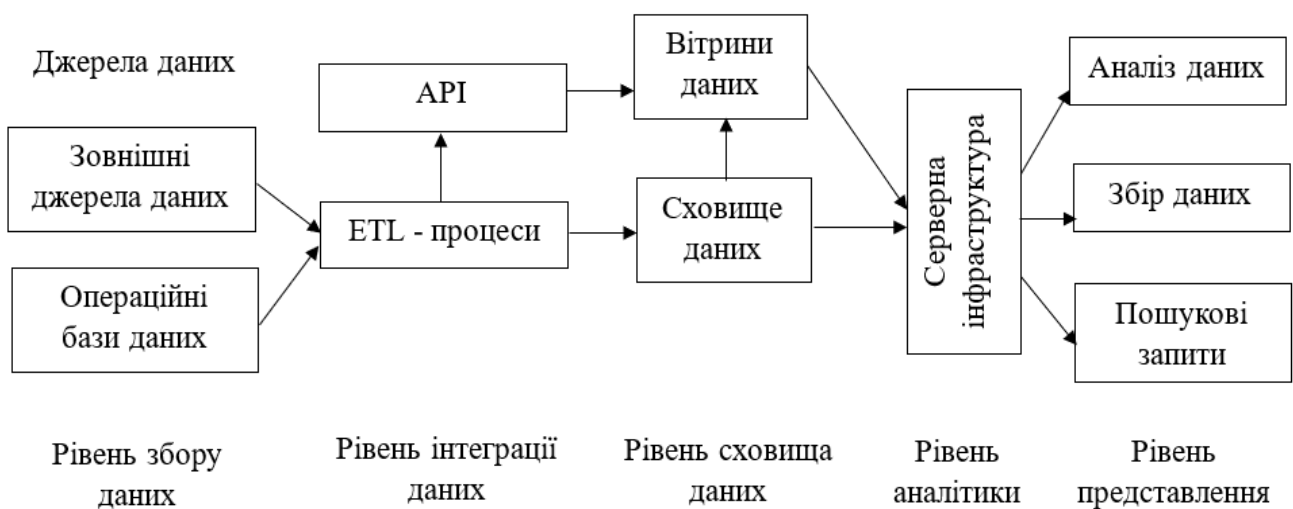 Джерела даних
Зовнішні
джерела даних
Операційні
бази даних
Рівень збору
даних
API
ETL - процеси
Рівень інтеграції
даних
Вітрини
даних
Сховище
даних
Рівень сховища
даних
Серверна
інфраструктура
Рівень
аналітики
Аналіз даних
Збір даних
Пошукові
запити
Рівень
представлення